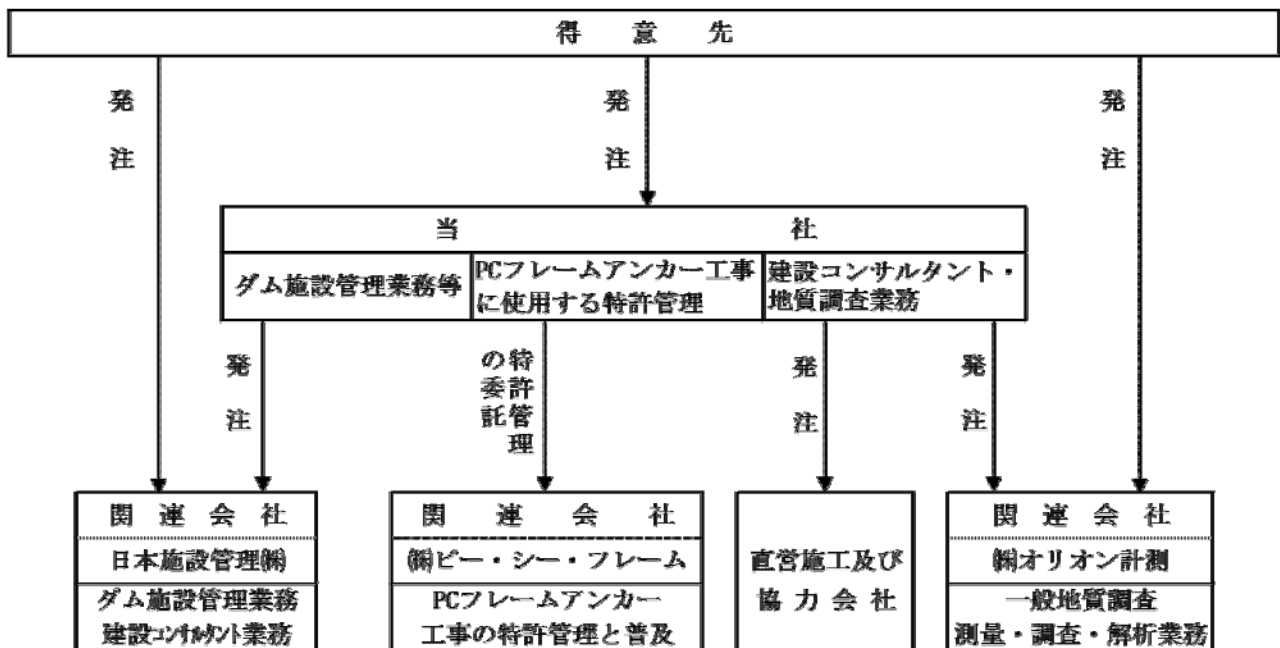 得意先
発注
発注
発注
当社
ダム施設管理業務等
PCフレームアンカー工事
に使用する特許管理
建設コンサルタント・
地質調査業務
発注
特許管理
の委託
発注
発注
関連会社
日本施設管理㈱
ダム施設管理業務
建設ｺﾝｻﾙﾀﾝﾄ業務
関連会社
㈱ピー・シー・フレーム
PCフレームアンカー
工事の特許管理と普及
直営施工及び
協力会社
関連会社
㈱オリオン計測
一般地質調査
測量・調査・解析業務